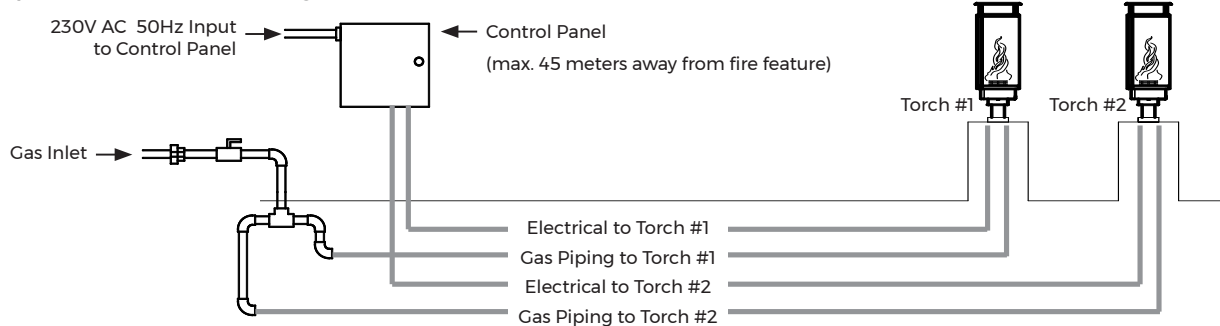 230V AC 50Hz Input
to Control Panel
Control Panel
(max. 45 meters away from fire feature)
Torch #1
Torch #2
Gas Inlet
Electrical to Torch #1
Gas Piping to Torch #1
Electrical to Torch #2
Gas Piping to Torch #2